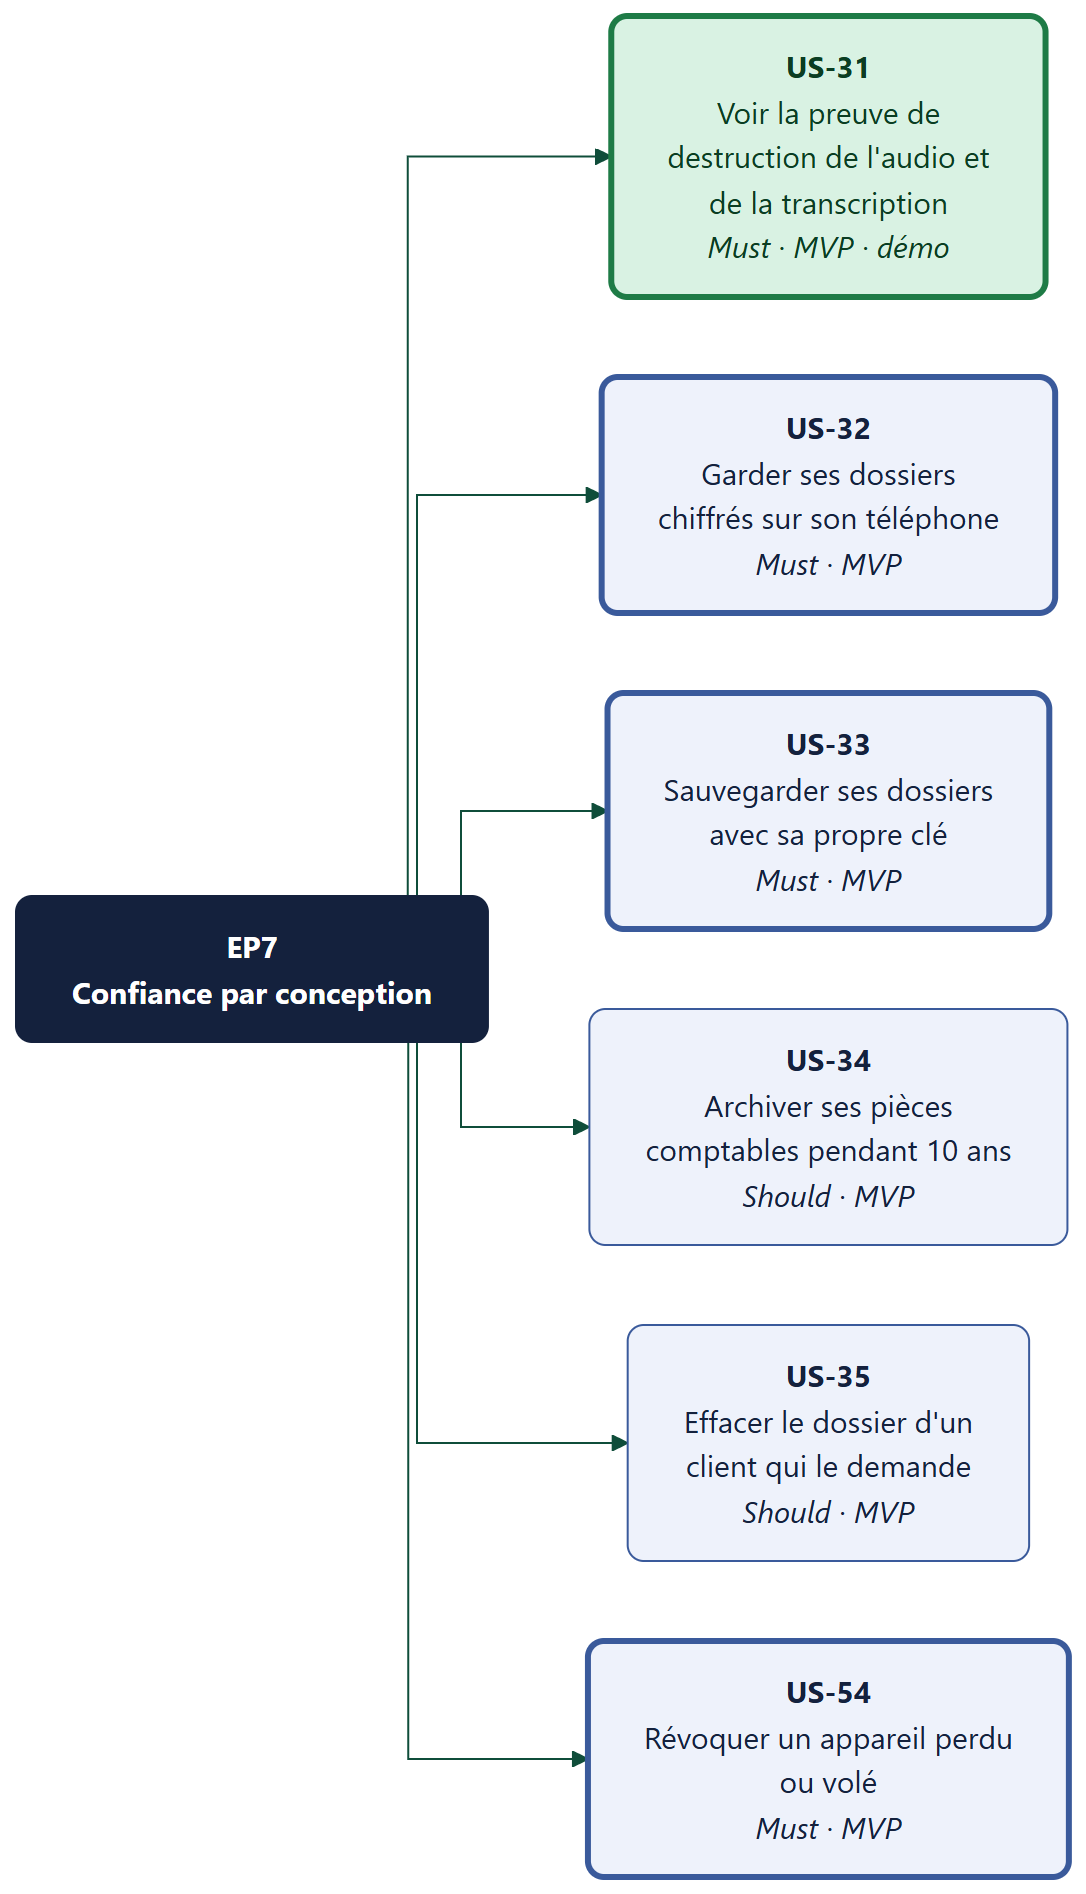 US-31
Voir la preuve de
destruction de l'audio et
de la transcription
Must · MVP · démo
US-32
Garder ses dossiers
chiffrés sur son téléphone
Must · MVP
US-33
Sauvegarder ses dossiers
avec sa propre clé
Must · MVP
EP7
Confiance par conception
US-34
Archiver ses pièces
comptables pendant 10 ans
Should · MVP
US-35
Effacer le dossier d'un
client qui le demande
Should · MVP
US-54
Révoquer un appareil perdu
ou volé
Must · MVP